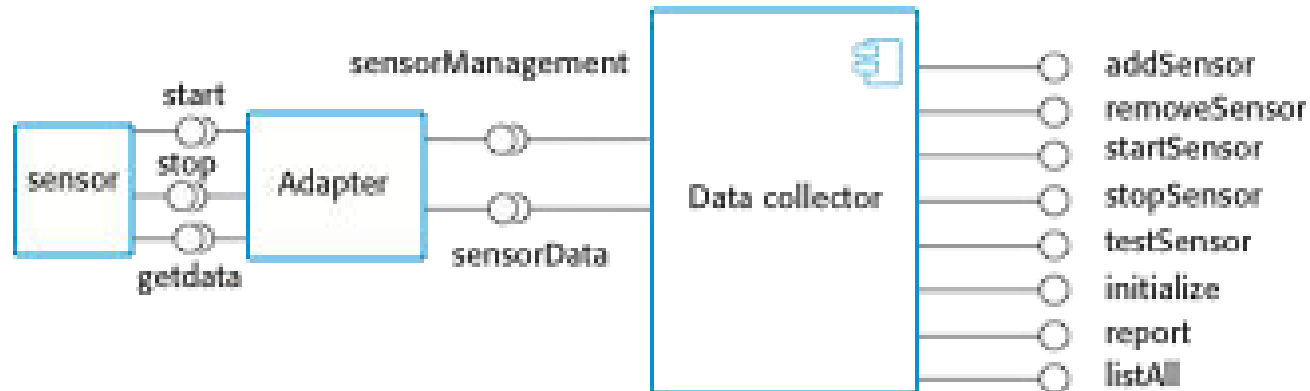 sensorManagement
start
stop
sensor
getdata
Adapter
sensorData
Data collector
addSensor
removeSensor
startSensor
stopSensor
testSensor
initialize
report
listAll